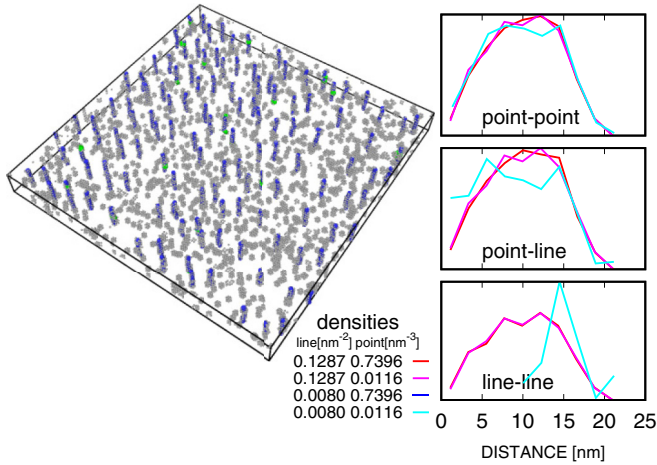 point-point
point-line
line-line
densities
line[nm-2] point[nm-3]
0.1287 0.7396
0.1287 0.0116
0.0080 0.7396
0.0080 0.0116
0 5 10 15 20 25
DISTANCE [nm]